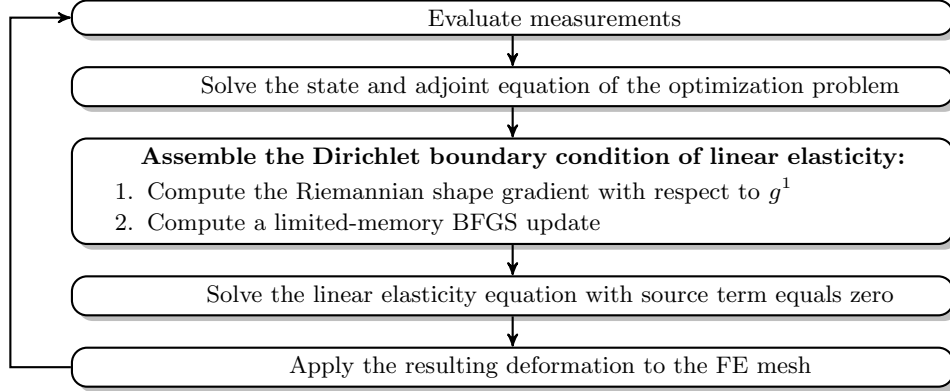 Evaluate measurements
Solve the state and adjoint equation of the optimization problem
Assemble the Dirichlet boundary condition of linear elasticity:
1. Compute the Riemannian shape gradient with respect to g¹
2. Compute a limited-memory BFGS update
Solve the linear elasticity equation with source term equals zero
Apply the resulting deformation to the FE mesh